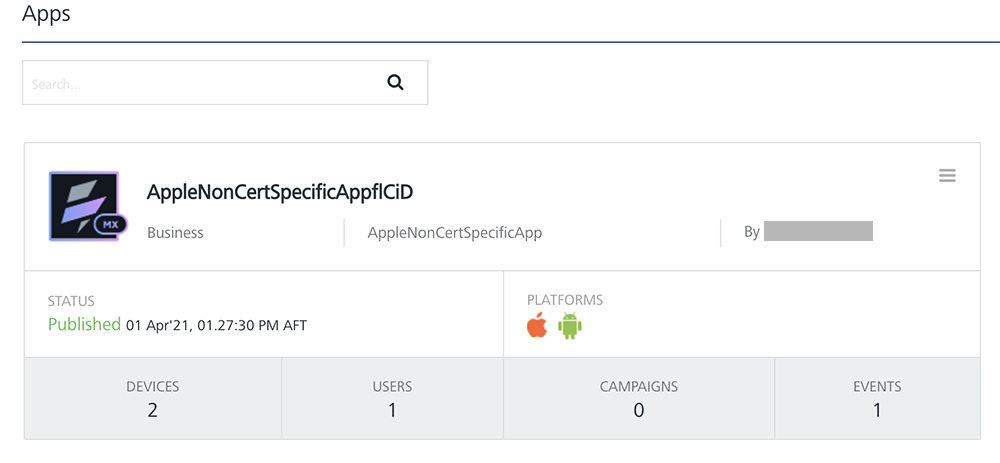 Apps
Search...
AppleNonCertSpecificAppflCiD
MX
Business AppleNonCertSpecificApp By
STATUS PLATFORMS
Published 01 Apr'21, 01.27:30 PM AFT
DEVICES USERS CAMPAIGNS EVENTS
2 1 0 1